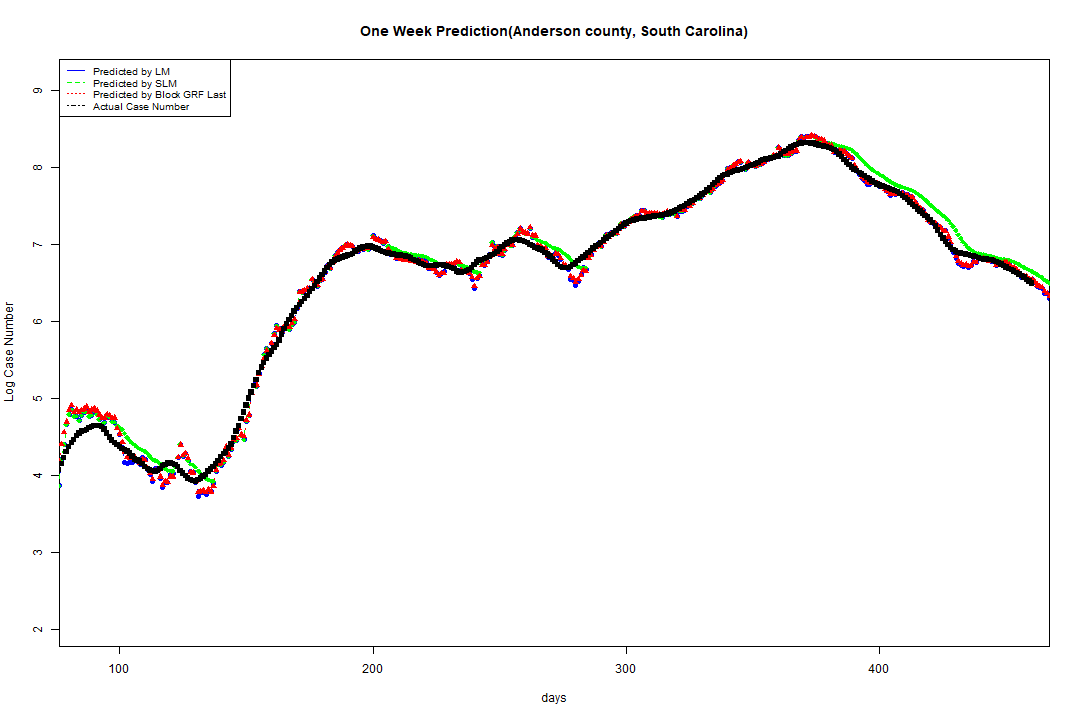 One Week Prediction(Anderson county, South Carolina)
Predicted by LM
Predicted by SLM
Predicted by Block GRF Last
Actual Case Number
9
8
7
6
5
4
3
2
Log Case Number
100 200 300 400
days